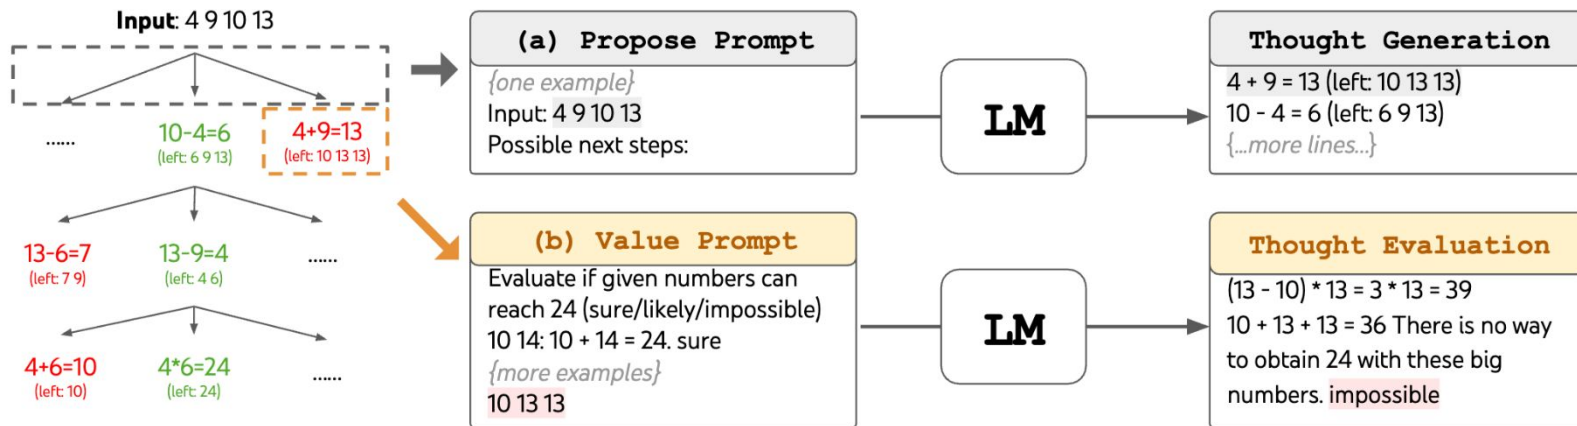 Input: 4 9 10 13
......
10-4=6
(left: 6 9 13)
4+9=13
(left: 10 13 13)
13-6=7
(left: 7 9)
13-9=4
(left: 4 6)
......
4+6=10
(left: 10)
4*6=24
(left: 24)
......
(a) Propose Prompt
{one example}
Input: 4 9 10 13
Possible next steps:
LM
Thought Generation
4 + 9 = 13 (left: 10 13 13)
10 - 4 = 6 (left: 6 9 13)
{...more lines...}
(b) Value Prompt
Evaluate if given numbers can
reach 24 (sure/likely/impossible)
10 14: 10 + 14 = 24. sure
{more examples}
10 13 13
LM
Thought Evaluation
(13 - 10) * 13 = 3 * 13 = 39
10 + 13 + 13 = 36 There is no way
to obtain 24 with these big
numbers. impossible